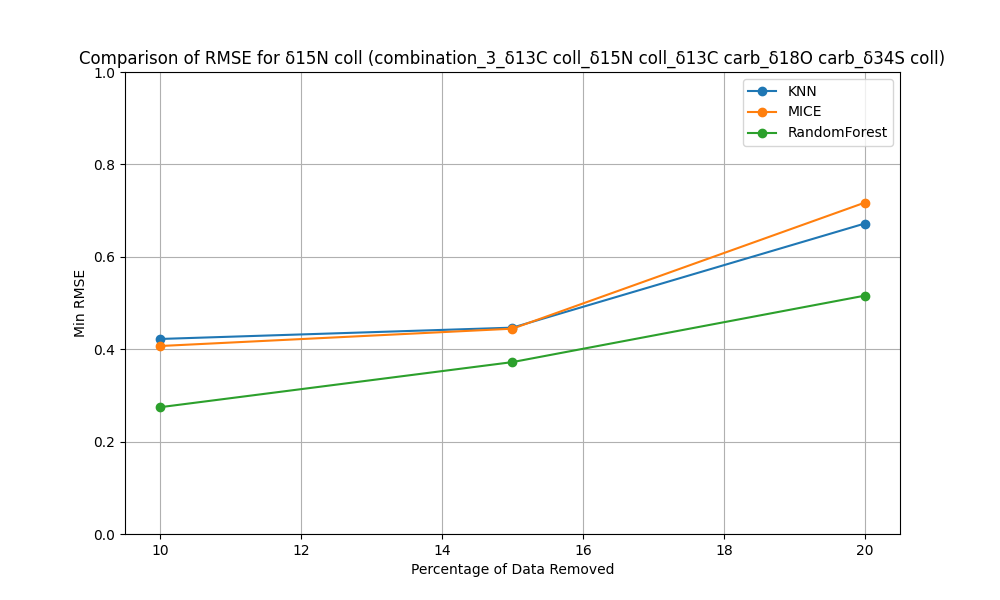 Comparison of RMSE for δ15N coll (combination_3_δ13C coll_δ15N coll_δ13C carb_δ18O carb_δ34S coll)
1.0
0.8
0.6
0.4
0.2
0.0
Min RMSE
KNN
MICE
RandomForest
10
12
14
16
18
20
Percentage of Data Removed